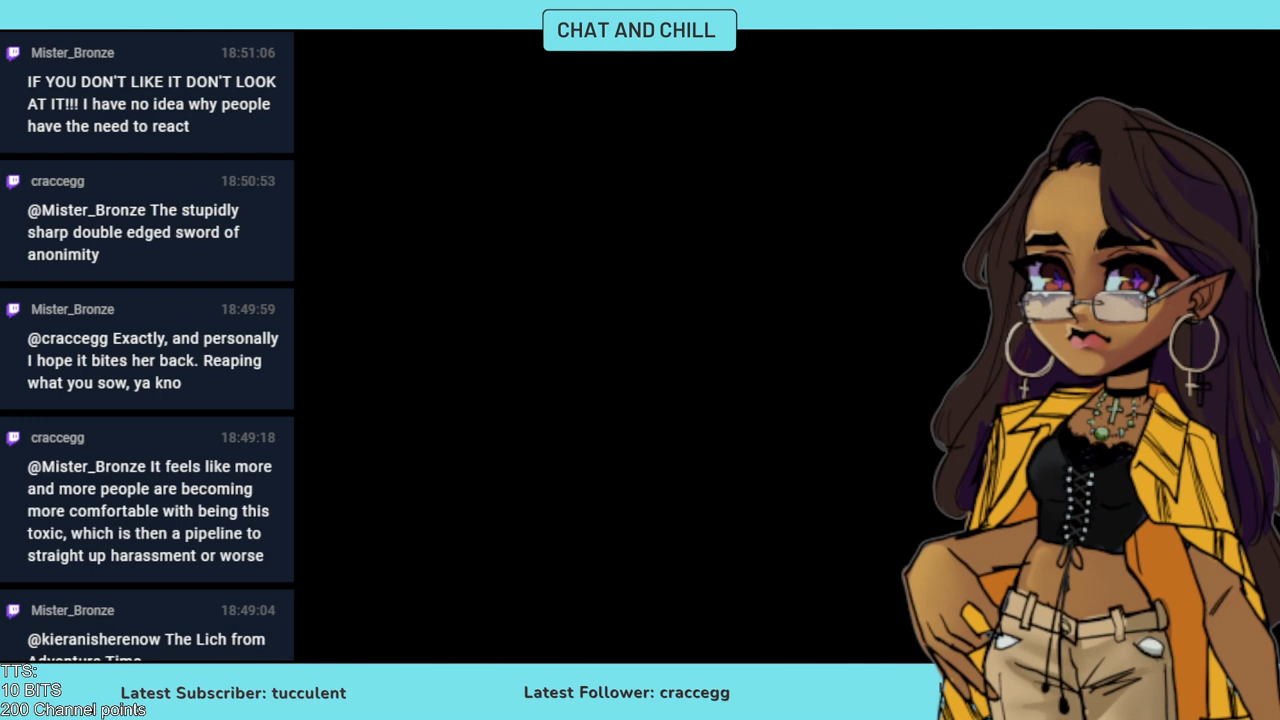 CHAT AND CHILL
Mister_Bronze 18:51:06
IF YOU DON'T LIKE IT DON'T LOOK
AT IT!!! I have no idea why people
have the need to react
craccegg 18:50:53
@Mister_Bronze The stupidly
sharp double edged sword of
anonimity
Mister_Bronze 18:49:59
@craccegg Exactly, and personally
I hope it bites her back. Reaping
what you sow, ya kno
craccegg 18:49:18
@Mister_Bronze It feels like more
and more people are becoming
more comfortable with being this
toxic, which is then a pipeline to
straight up harassment or worse
Mister_Bronze 18:49:04
@kieranisherenow The Lich from
Adventure Time
TTS:
10 BITS
200 Channel points
Latest Subscriber: tucculent
Latest Follower: craccegg